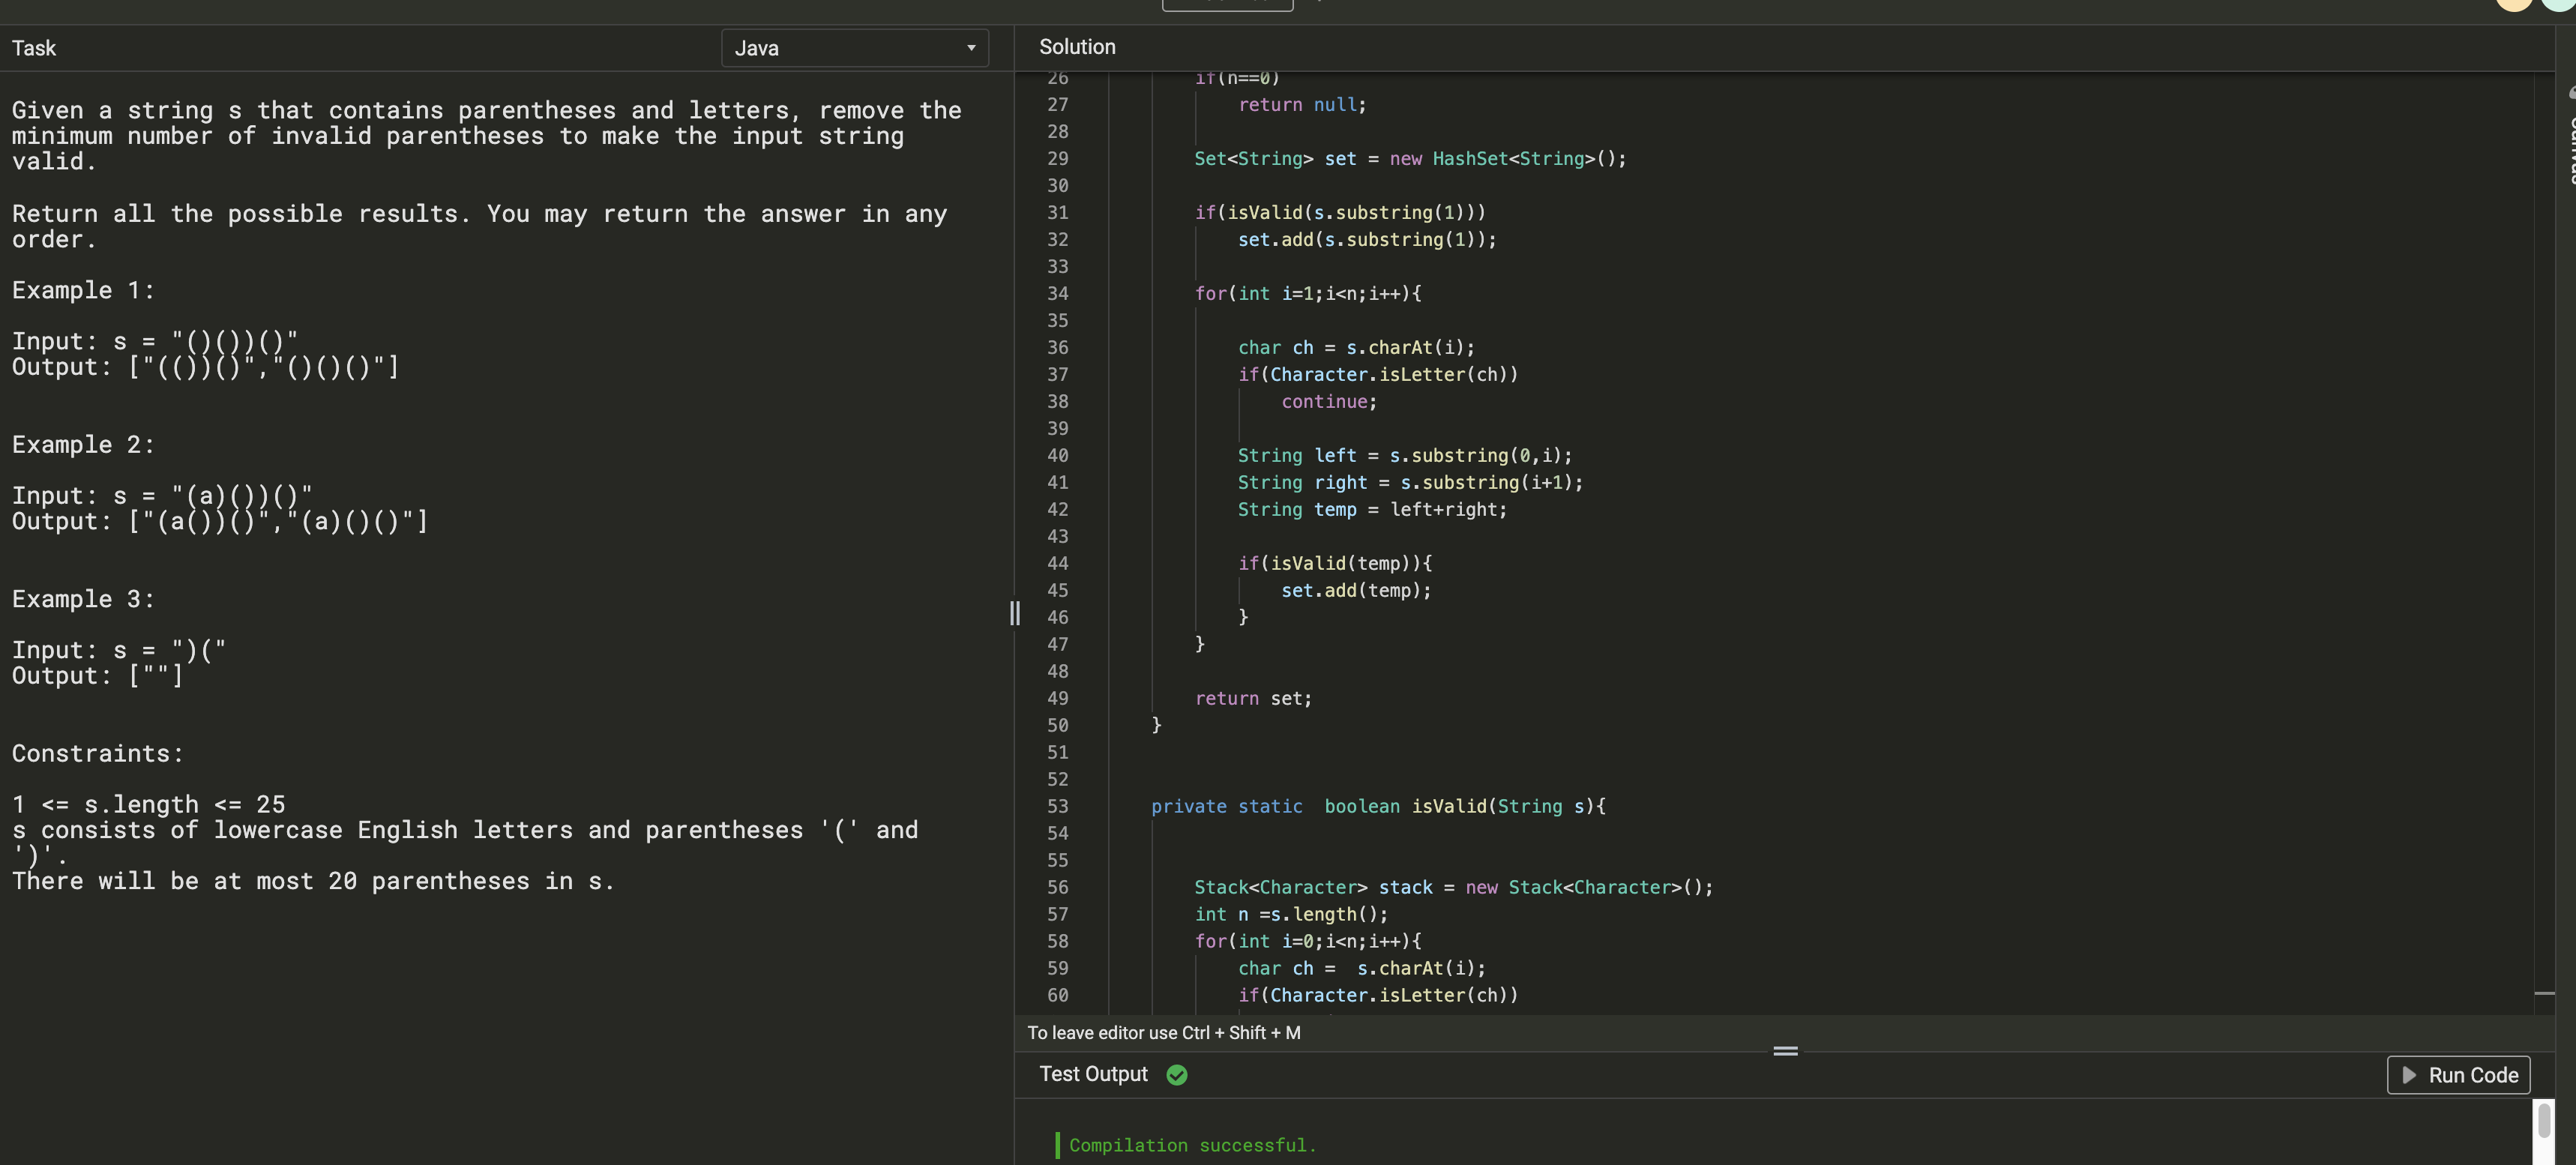 Task
Java
Given a string s that contains parentheses and letters, remove the
minimum number of invalid parentheses to make the input string
valid.
Return all the possible results. You may return the answer in any
order.
Example 1:
Input: s = "()())()"
Output: ["(())()","()()()"]
Example 2:
Input: s = "(a)())()"
Output: ["(a())()","(a)()()"]
Example 3:
Input: s = ")("
Output: [""]
Constraints:
1 <= s.length <= 25
s consists of lowercase English letters and parentheses '(' and
')'.
There will be at most 20 parentheses in s.
Solution
26 if(n==0)
27 return null;
28
29 Set<String> set = new HashSet<String>();
30
31 if(isValid(s.substring(1)))
32 set.add(s.substring(1));
33
34 for(int i=1;i<n;i++){
35
36 char ch = s.charAt(i);
37 if(Character.isLetter(ch))
38 continue;
39
40 String left = s.substring(0,i);
41 String right = s.substring(i+1);
42 String temp = left+right;
43
44 if(isValid(temp)){
45 set.add(temp);
46 }
47 }
48
49 return set;
50 }
51
52
53 private static  boolean isValid(String s){
54
55
56 Stack<Character> stack = new Stack<Character>();
57 int n =s.length();
58 for(int i=0;i<n;i++){
59 char ch =  s.charAt(i);
60 if(Character.isLetter(ch))
To leave editor use Ctrl + Shift + M
Test Output
Run Code
Compilation successful.